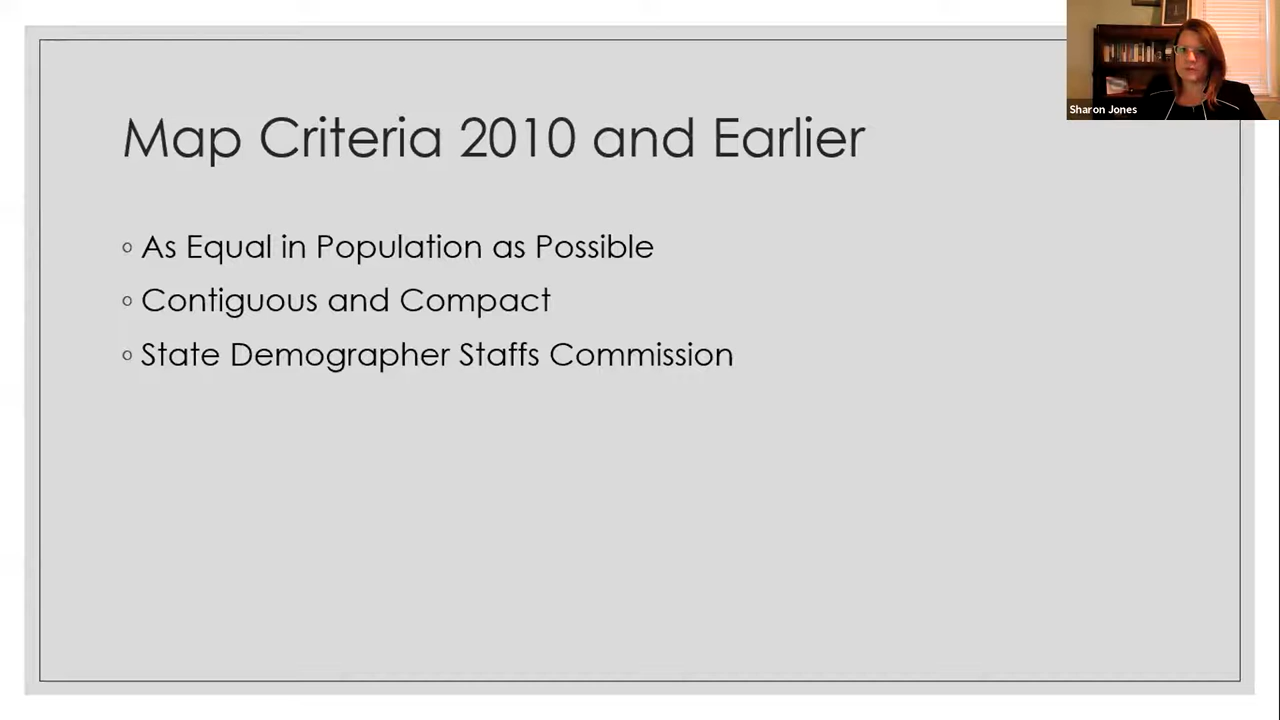 Map Criteria 2010 and Earlier
As Equal in Population as Possible
Contiguous and Compact
State Demographer Staffs Commission
Sharon Jones